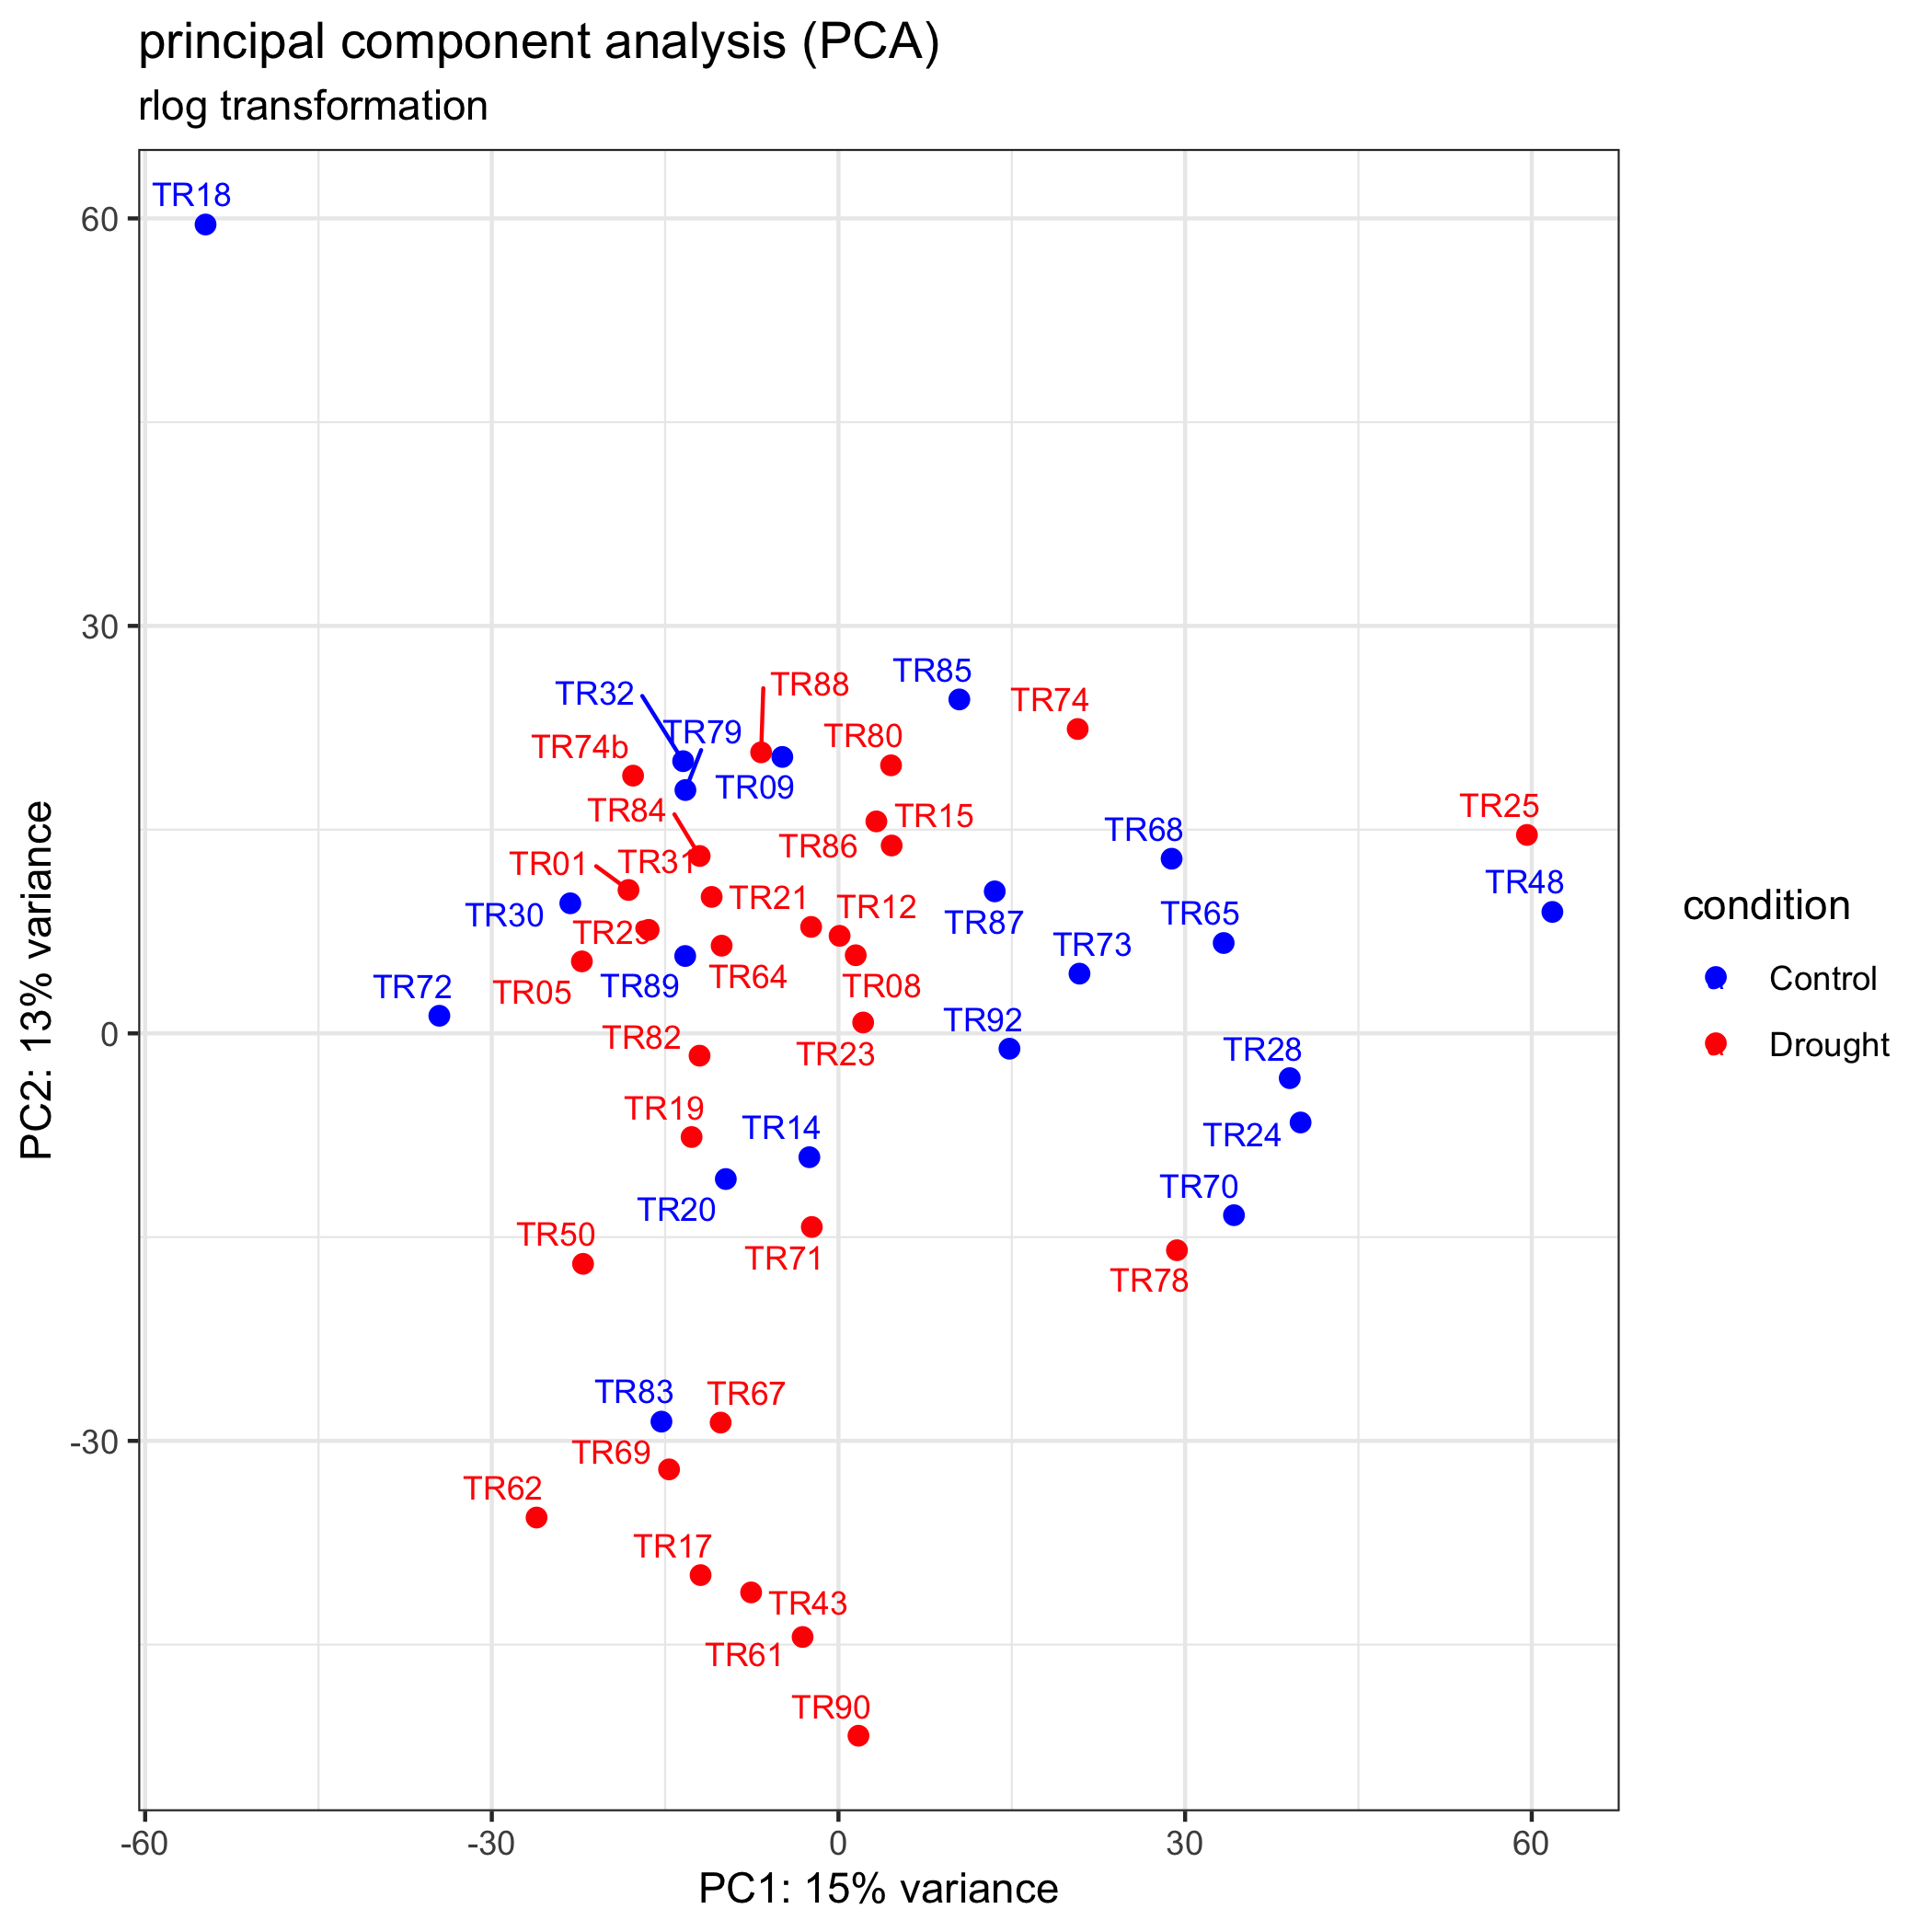 principal component analysis (PCA)
rlog transformation
TR18
60
30
TR85
TR88
TR32
TR74
TR79
TR80
TR74b
TR09
TR84
TR25
TR15
TR68
TR86
TR31
TR01
TR48
TR21
TR12
TR30
TR65
TR87
TR29
TR73
TR64
TR89
TR08
TR72
TR05
TR92
0
TR82
TR28
TR23
TR19
TR14
TR24
TR70
TR20
TR50
TR71
TR78
TR83
TR67
-30
TR69
TR62
TR17
TR43
TR61
TR90
PC2: 13% variance
-60 -30 0 30 60
PC1: 15% variance
condition
Control
Drought